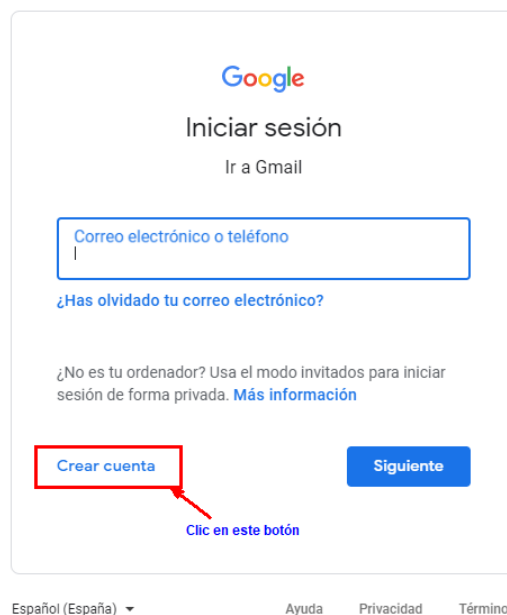 Google
Iniciar sesión
Ir a Gmail
Correo electrónico o teléfono
¿Has olvidado tu correo electrónico?
¿No es tu ordenador? Usa el modo invitados para iniciar
sesión de forma privada. Más información
Crear cuenta
Siguiente
Clic en este botón
Español (España)
Ayuda
Privacidad
Término